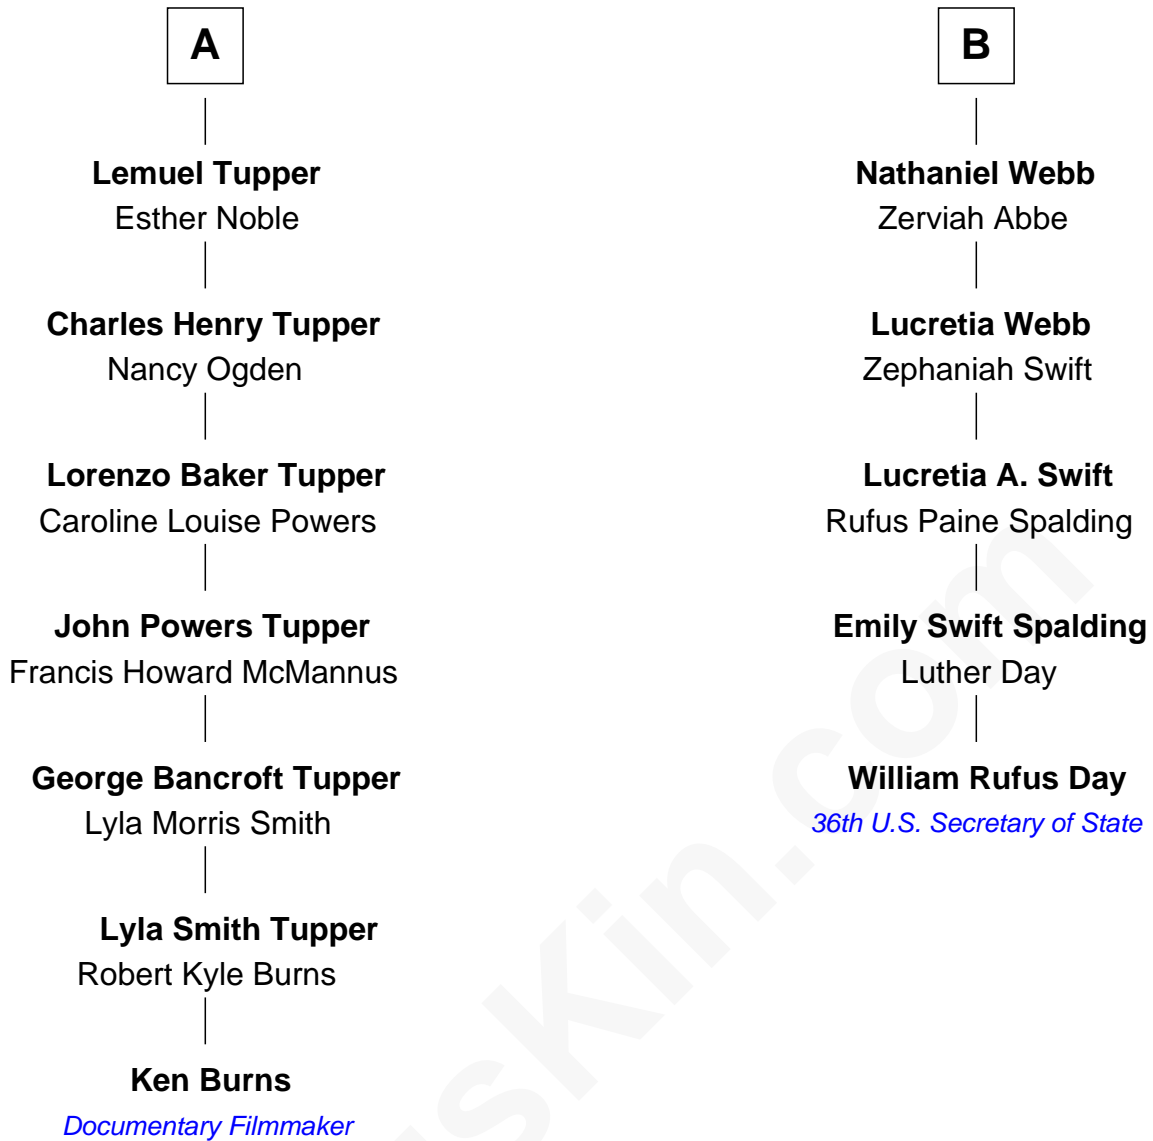 A
Lemuel Tupper
Esther Noble
Charles Henry Tupper
Nancy Ogden
Lorenzo Baker Tupper
Caroline Louise Powers
John Powers Tupper
Francis Howard McMannus
George Bancroft Tupper
Lyla Morris Smith
Lyla Smith Tupper
Robert Kyle Burns
Ken Burns
Documentary Filmmaker
B
Nathaniel Webb
Zerviah Abbe
Lucretia Webb
Zephaniah Swift
Lucretia A. Swift
Rufus Paine Spalding
Emily Swift Spalding
Luther Day
William Rufus Day
36th U.S. Secretary of State